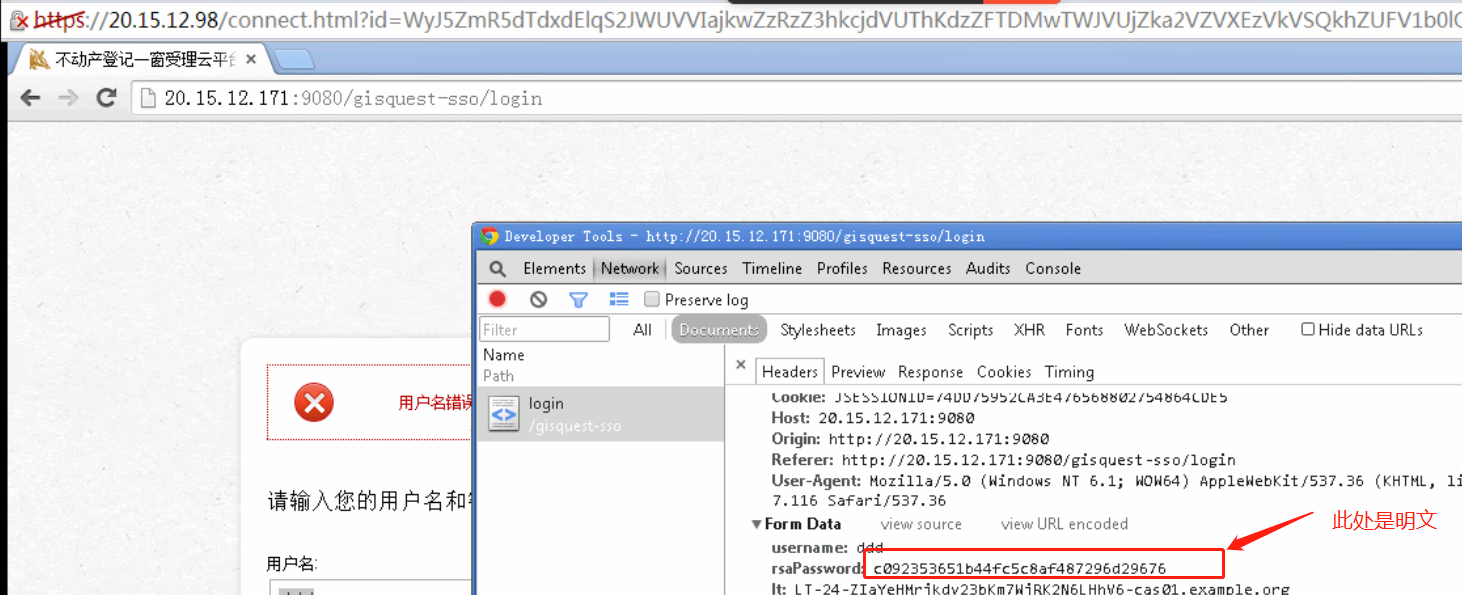 https://20.15.12.98/connect.html?id=WyJ5ZmR5dTdxdElqS2JWUVVIajkwZzRzZ3hkcjdVUThKdzZFTDMwTWJVUjZka2VZVXEzVkVSQkhZUFV1b0lC
不动产登记一窗受理云平台
20.15.12.171:9080/gisquest-sso/login
Developer Tools - http://20.15.12.171:9080/gisquest-sso/login
Elements Network Sources Timeline Profiles Resources Audits Console
Preserve log
Filter All Documents Stylesheets Images Scripts XHR Fonts WebSockets Other Hide data URLs
Name
Path
Headers Preview Response Cookies Timing
login
/gisquest-sso
Cookie: JSESSIONID=74DD75952CA3E476568802754864CDE5
Host: 20.15.12.171:9080
Origin: http://20.15.12.171:9080
Referer: http://20.15.12.171:9080/gisquest-sso/login
User-Agent: Mozilla/5.0 (Windows NT 6.1; WOW64) AppleWebKit/537.36 (KHTML, li
7.116 Safari/537.36
Form Data view source view URL encoded
username: ddd
rsaPassword: c092353651b44fc5c8af487296d29676
lt: LT-24-ZIaYeHMrikdv23bKm7WjRK2N6LHhV6-cas01.example.org
此处是明文
用户名错误
请输入您的用户名和
用户名: